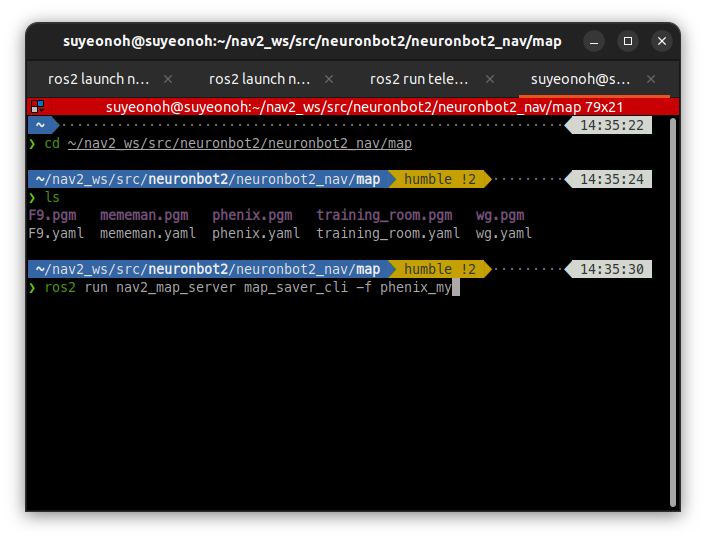 suyeonoh@suyeonoh:~/nav2_ws/src/neuronbot2/neuronbot2_nav/map
ros2 launch n... × ros2 launch n... × ros2 run tele... × suyeonoh@s... ×
suyeonoh@suyeonoh:~/nav2_ws/src/neuronbot2/neuronbot2_nav/map 79x21
~ 14:35:22
❯ cd ~/nav2_ws/src/neuronbot2/neuronbot2_nav/map
~/nav2_ws/src/neuronbot2/neuronbot2_nav/map humble !2 14:35:24
❯ ls
F9.pgm mememan.pgm phenix.pgm training_room.pgm wg.pgm
F9.yaml mememan.yaml phenix.yaml training_room.yaml wg.yaml
~/nav2_ws/src/neuronbot2/neuronbot2_nav/map humble !2 14:35:30
❯ ros2 run nav2_map_server map_saver_cli -f phenix_my